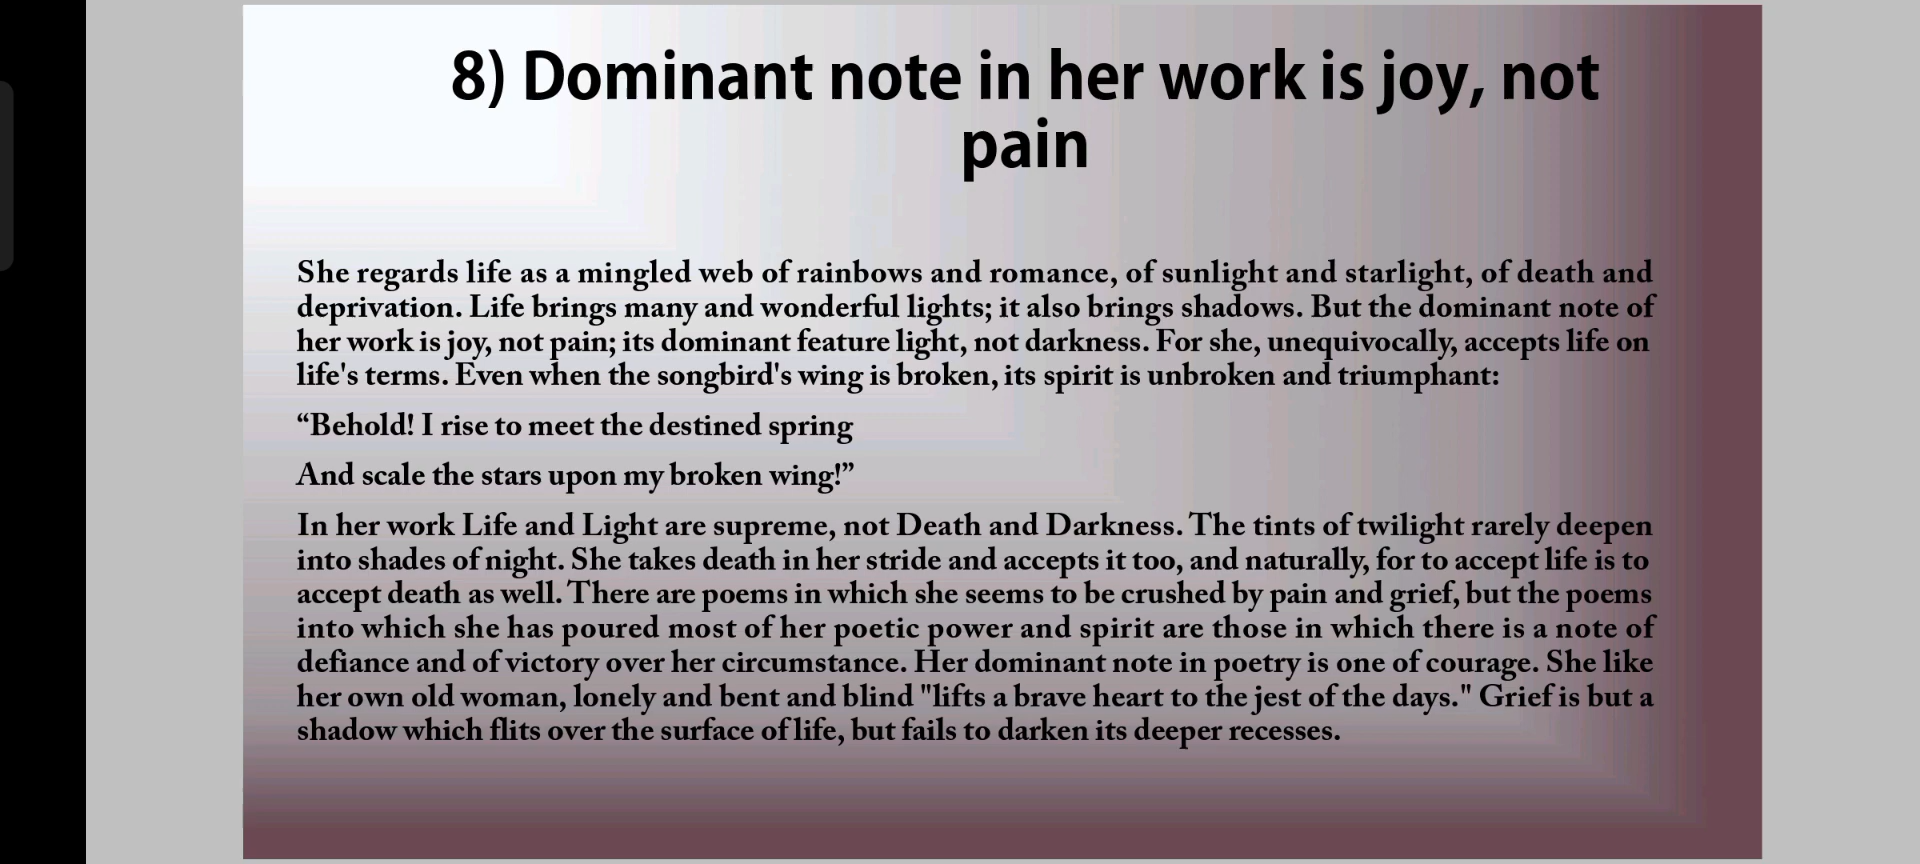 8) Dominant note in her work is joy, not
pain
She regards life as a mingled web of rainbows and romance, of sunlight and starlight, of death and
deprivation. Life brings many and wonderful lights; it also brings shadows. But the dominant note of
her work is joy, not pain; its dominant feature light, not darkness. For she, unequivocally, accepts life on
life's terms. Even when the songbird's wing is broken, its spirit is unbroken and triumphant:
“Behold! I rise to meet the destined spring
And scale the stars upon my broken wing!”
In her work Life and Light are supreme, not Death and Darkness. The tints of twilight rarely deepen
into shades of night. She takes death in her stride and accepts it too, and naturally, for to accept life is to
accept death as well. There are poems in which she seems to be crushed by pain and grief, but the poems
into which she has poured most of her poetic power and spirit are those in which there is a note of
defiance and of victory over her circumstance. Her dominant note in poetry is one of courage. She like
her own old woman, lonely and bent and blind "lifts a brave heart to the jest of the days." Grief is but a
shadow which flits over the surface of life, but fails to darken its deeper recesses.